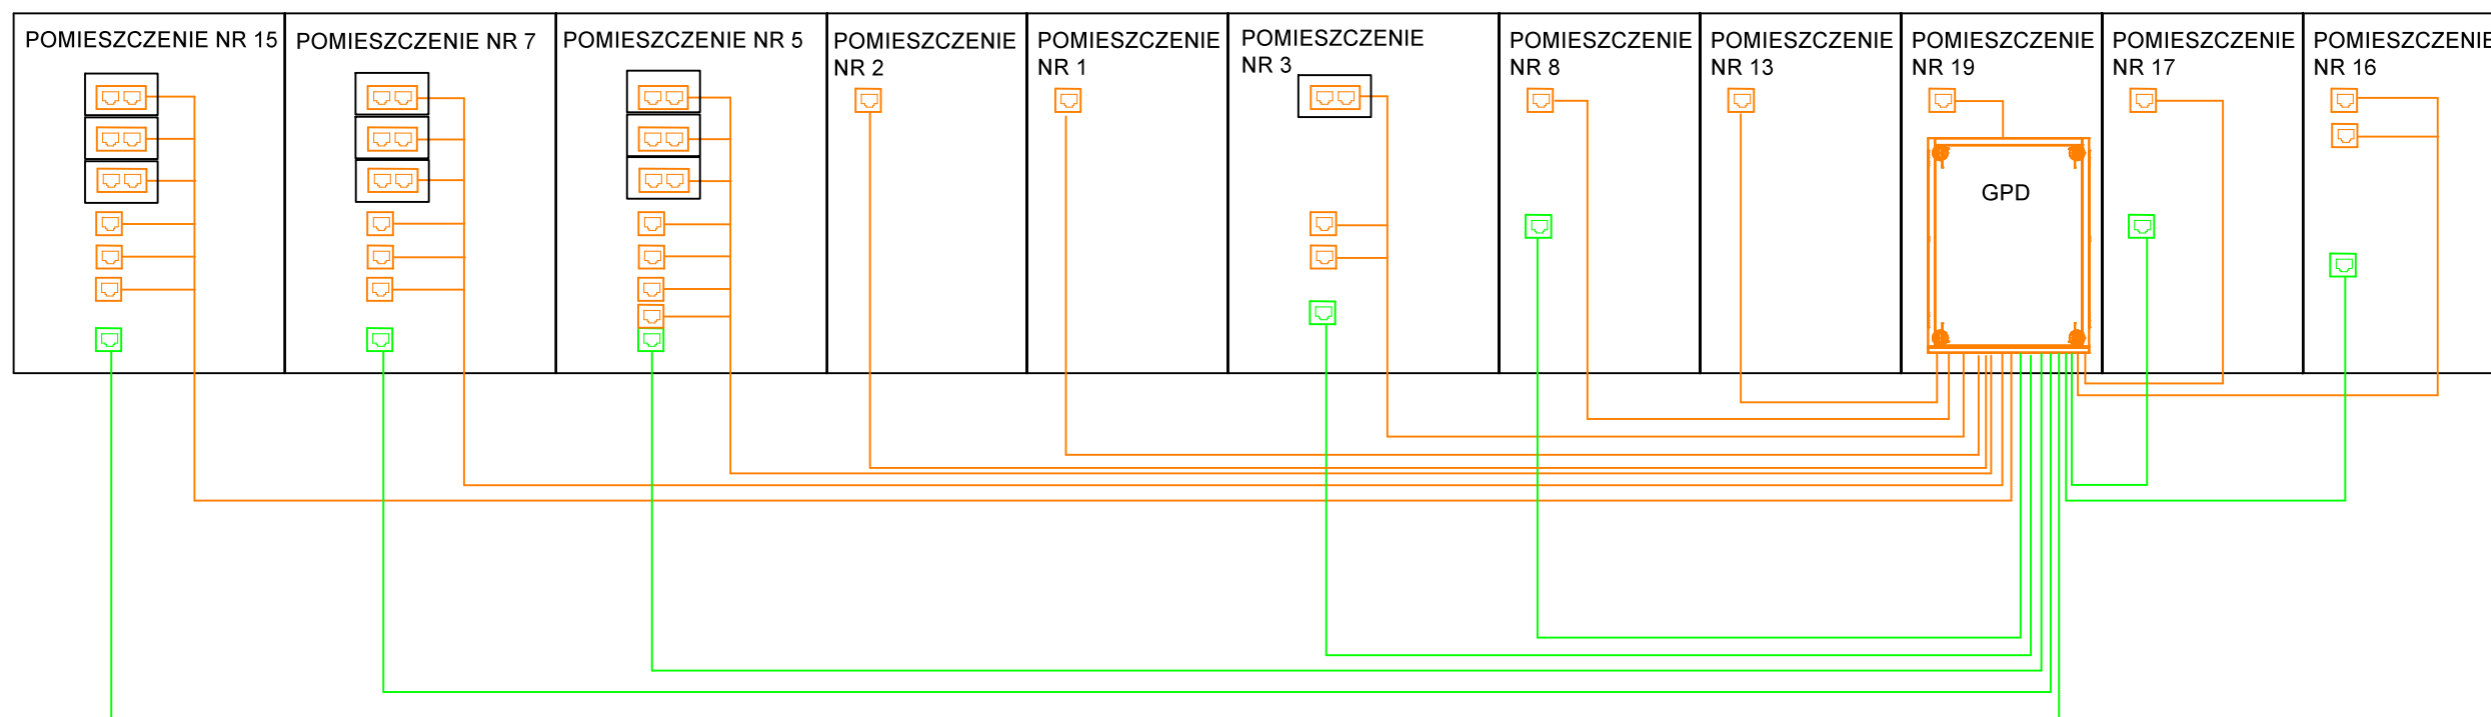 POMIESZCZENIE NR 15
POMIESZCZENIE NR 7
POMIESZCZENIE NR 5
POMIESZCZENIE
NR 2
POMIESZCZENIE
NR 1
POMIESZCZENIE
NR 3
POMIESZCZENIE
NR 8
POMIESZCZENIE
NR 13
POMIESZCZENIE
NR 19
GPD
POMIESZCZENIE
NR 17
POMIESZCZENIE
NR 16